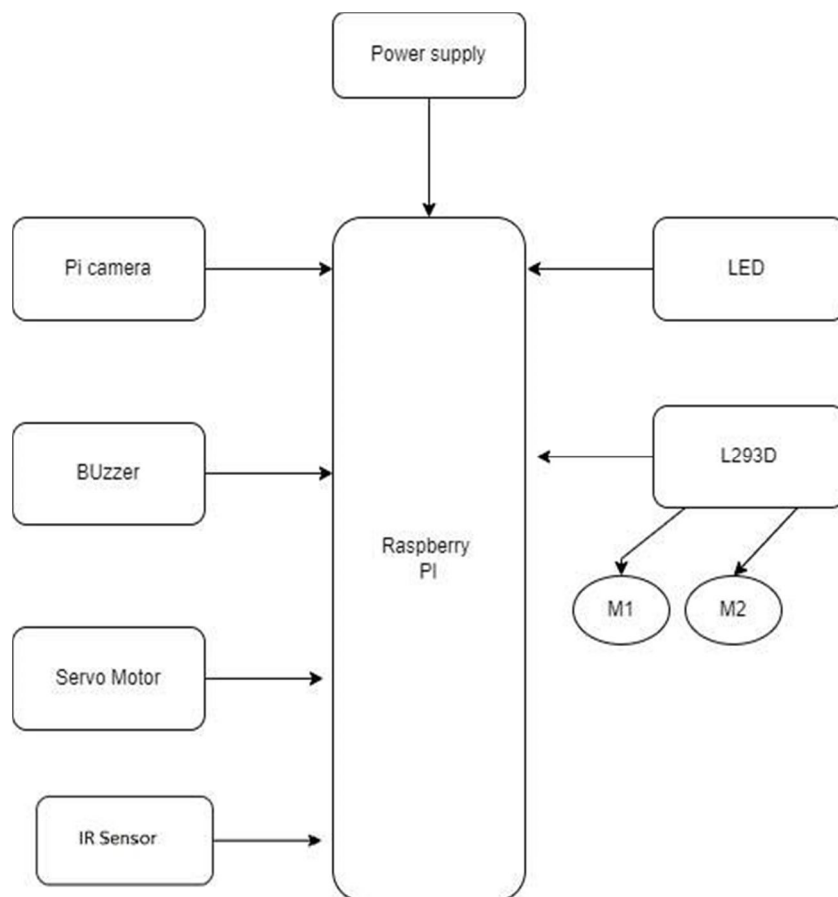 Power supply
Pi camera
LED
BUzzer
L293D
Raspberry
PI
M1
M2
Servo Motor
IR Sensor